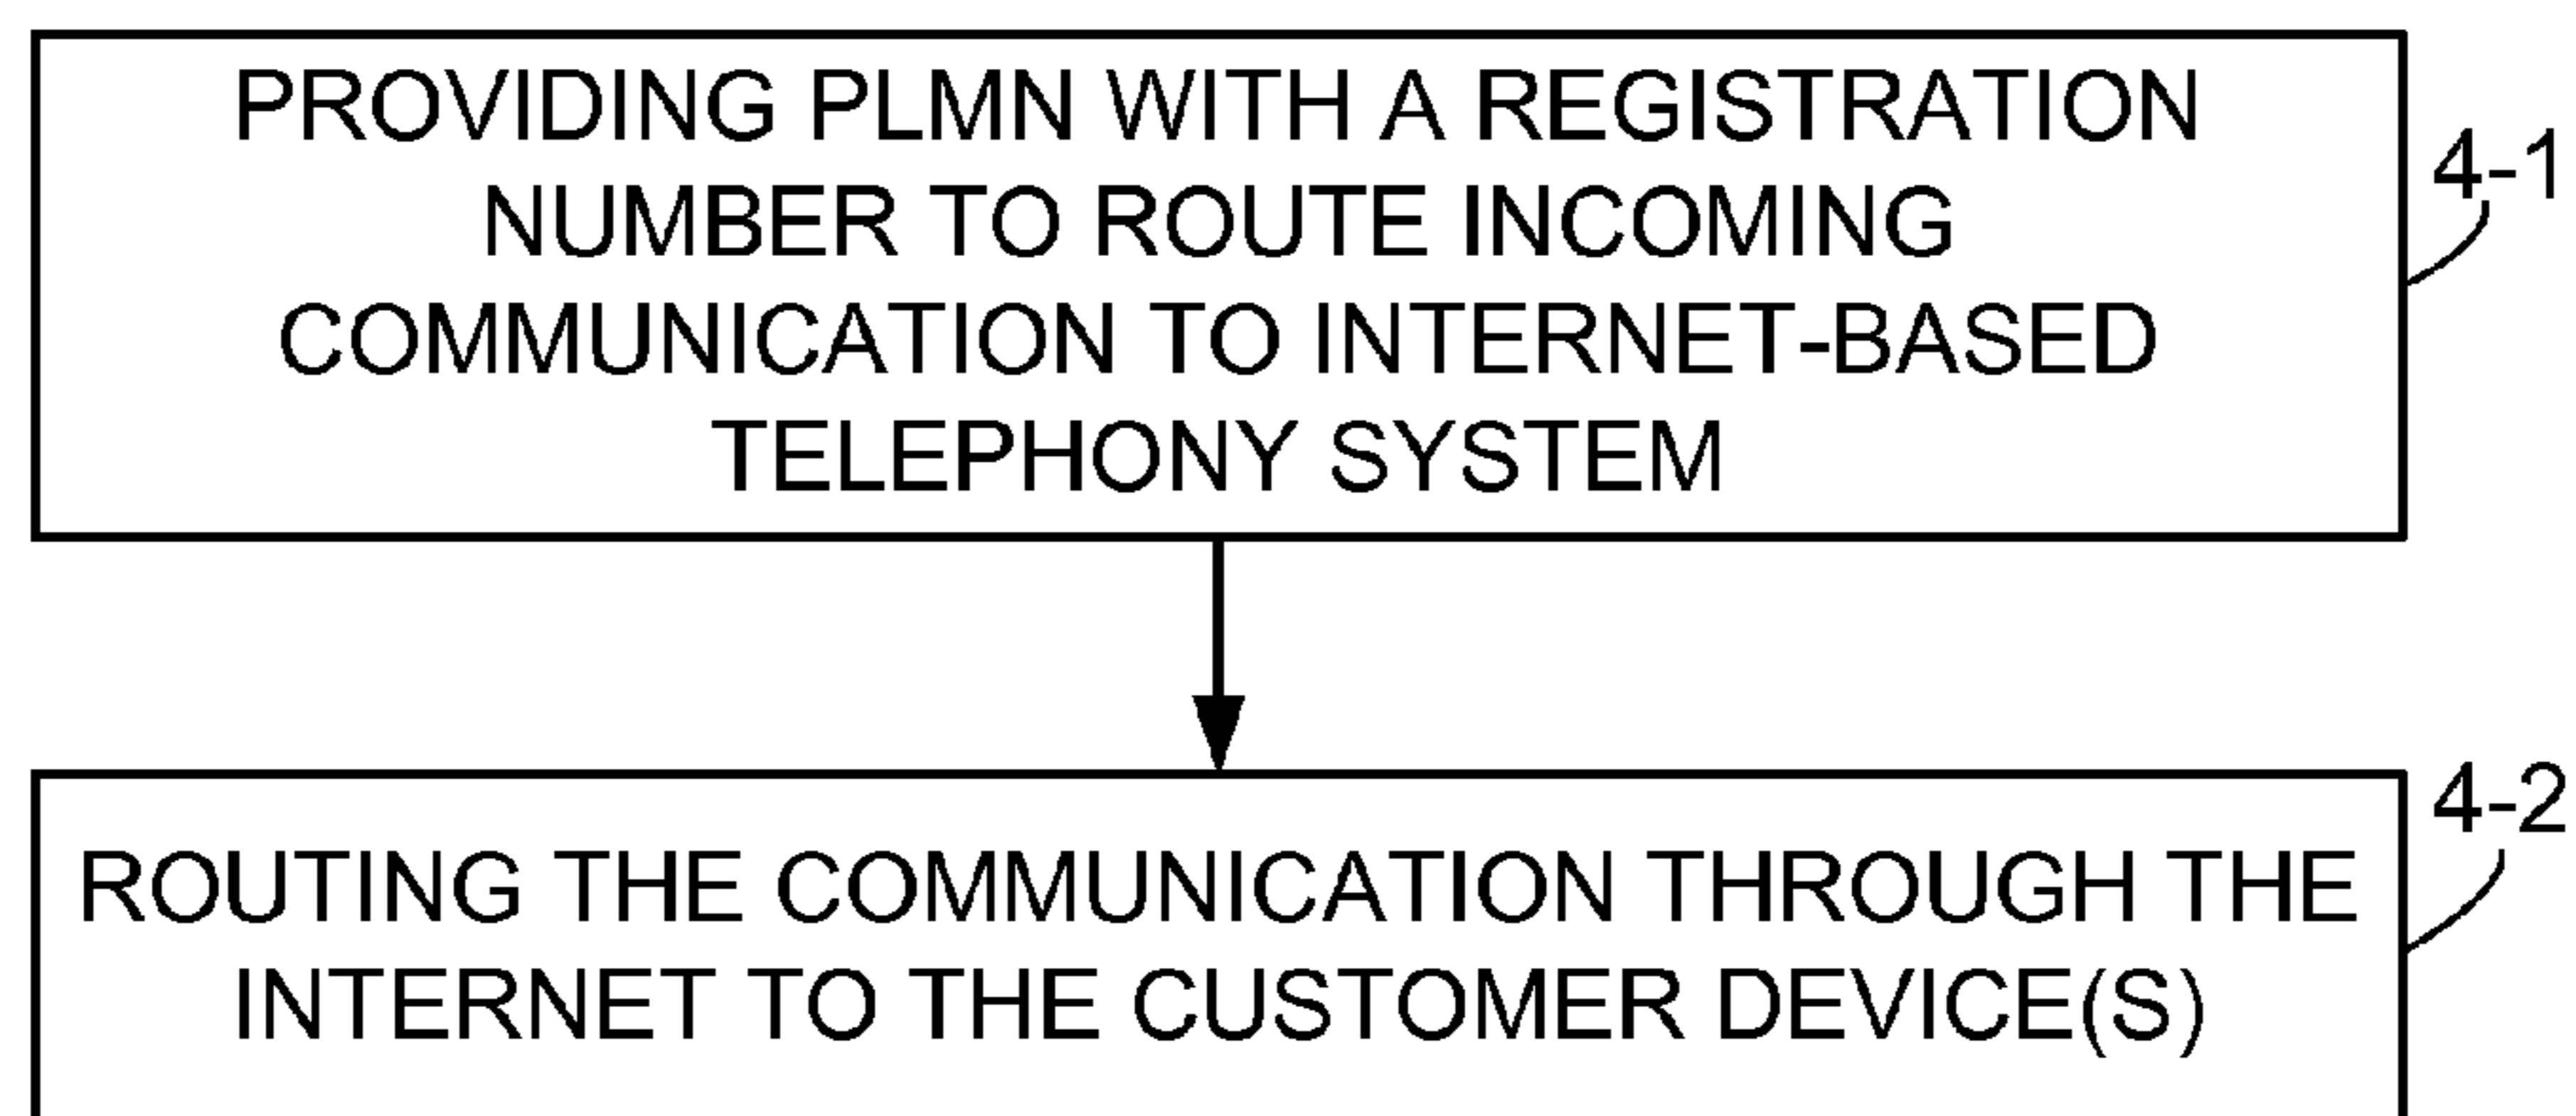 PROVIDING PLMN WITH A REGISTRATION
NUMBER TO ROUTE INCOMING
COMMUNICATION TO INTERNET-BASED
TELEPHONY SYSTEM
4-1
ROUTING THE COMMUNICATION THROUGH THE
INTERNET TO THE CUSTOMER DEVICE(S)
4-2